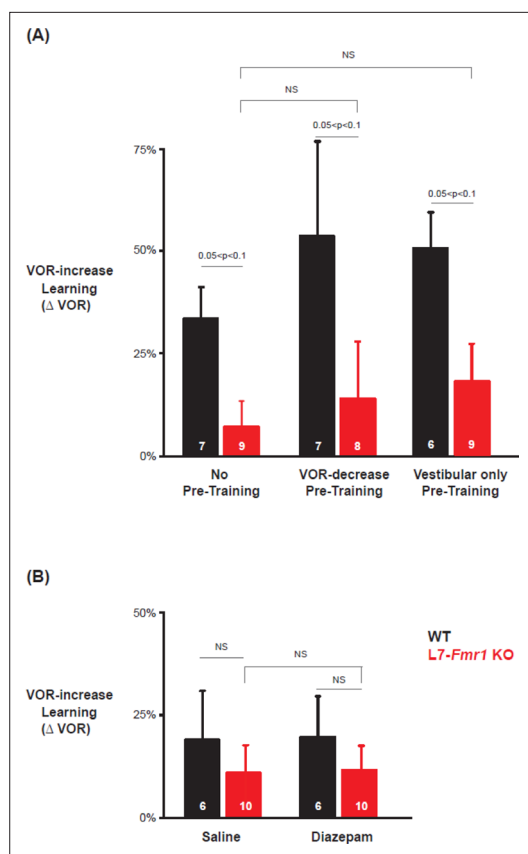 (A)
NS
NS
0.05<p<0.1
75%
0.05<p<0.1
50%
VOR-increase
Learning
(Δ VOR)
0.05<p<0.1
25%
7
9
7
8
6
9
0%
No
Pre-Training
VOR-decrease
Pre-Training
Vestibular only
Pre-Training
(B)
50%
WT
L7-Fmr1 KO
NS
NS
NS
VOR-increase
Learning
(Δ VOR)
25%
6
10
6
10
0%
Saline
Diazepam